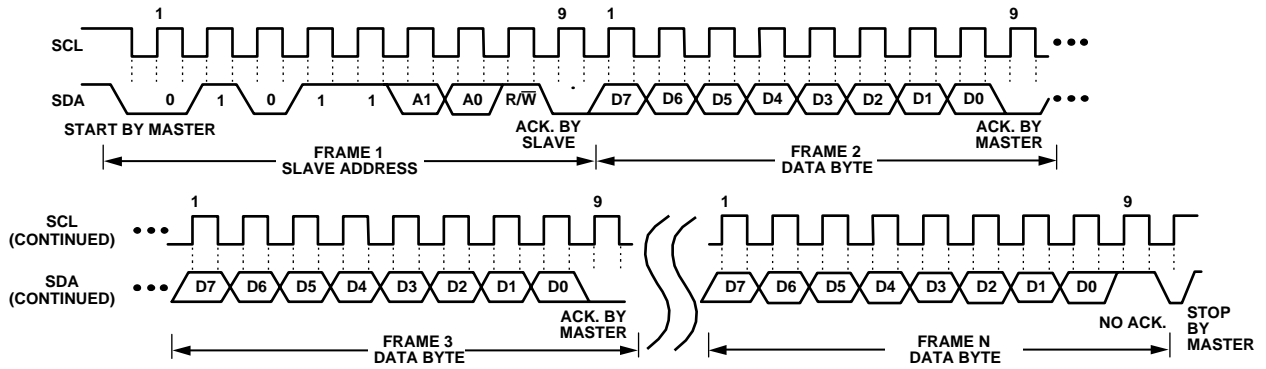 1 9 1 9
SCL
SDA 0 1 0 1 1 A1 A0 R/W̅ D7 D6 D5 D4 D3 D2 D1 D0
START BY MASTER
ACK. BY
SLAVE
ACK. BY
MASTER
FRAME 1
SLAVE ADDRESS
FRAME 2
DATA BYTE
1 9 1 9
SCL
(CONTINUED)
SDA
(CONTINUED)
D7 D6 D5 D4 D3 D2 D1 D0
D7 D6 D5 D4 D3 D2 D1 D0
ACK. BY
MASTER
NO ACK.
STOP
BY
MASTER
FRAME 3
DATA BYTE
FRAME N
DATA BYTE